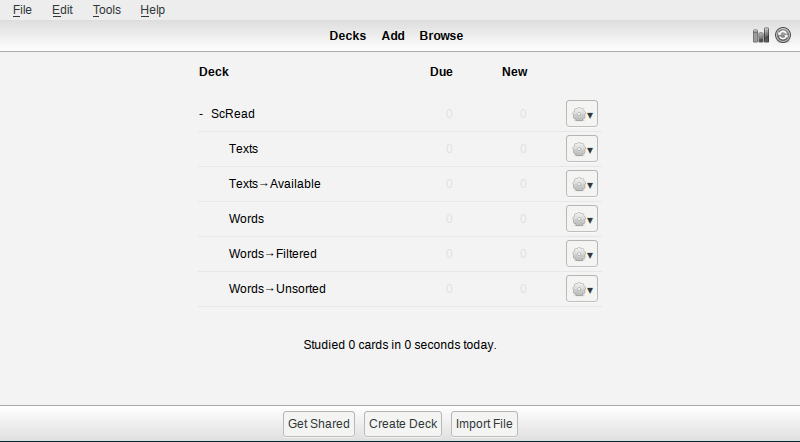 File Edit Tools Help
Decks Add Browse
Deck Due New
- ScRead 0 0
Texts 0 0
Texts→Available 0 0
Words 0 0
Words→Filtered 0 0
Words→Unsorted 0 0
Studied 0 cards in 0 seconds today.
Get Shared Create Deck Import File